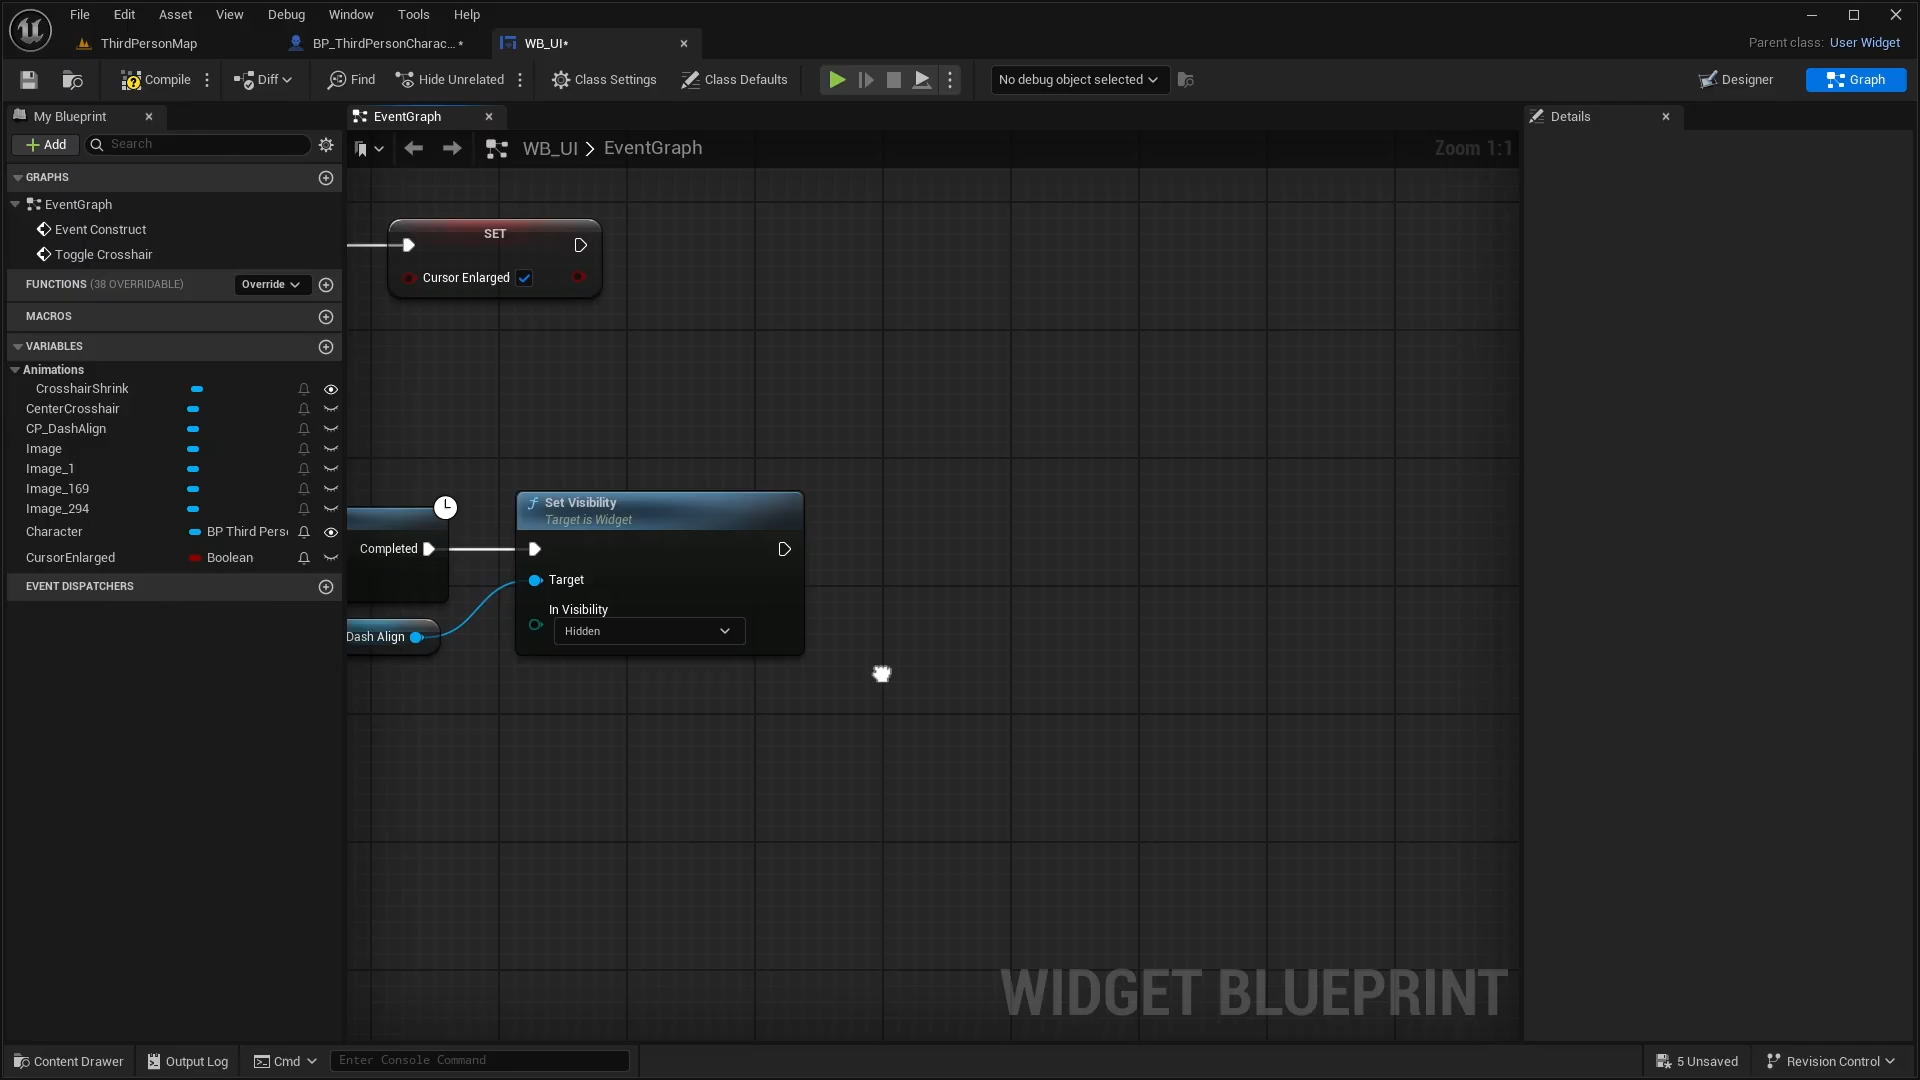 File Edit Asset View Debug Window Tools Help
ThirdPersonMap
BP_ThirdPersonCharac... *
WB_UI*
Parent class: User Widget
Compile
Diff
Find
Hide Unrelated
Class Settings
Class Defaults
No debug object selected
Designer
Graph
My Blueprint
EventGraph
Details
Add
Search
WB_UI > EventGraph
Zoom 1:1
GRAPHS
EventGraph
Event Construct
Toggle Crosshair
FUNCTIONS (38 OVERRIDABLE)
Override
MACROS
VARIABLES
Animations
CrosshairShrink
CenterCrosshair
CP_DashAlign
Image
Image_1
Image_169
Image_294
Character BP Third Pers
CursorEnlarged Boolean
EVENT DISPATCHERS
SET
Cursor Enlarged
Set Visibility
Target is Widget
Completed
Target
Dash Align
In Visibility
Hidden
WIDGET BLUEPRINT
Content Drawer
Output Log
Cmd
Enter Console Command
5 Unsaved
Revision Control